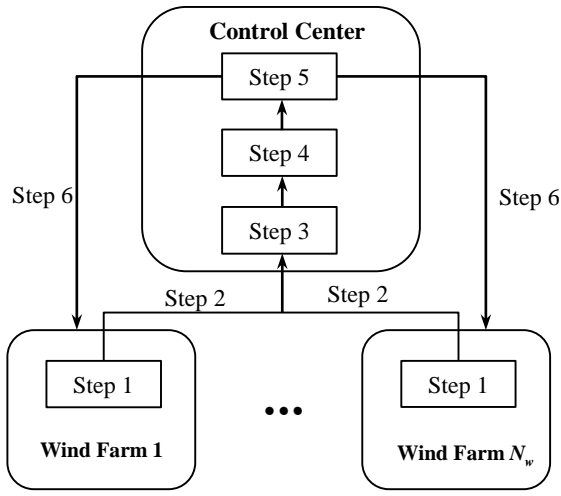 Control Center
Step 5
Step 4
Step 6
Step 6
Step 3
Step 2
Step 2
Step 1
Step 1
...
Wind Farm 1
Wind Farm N_w